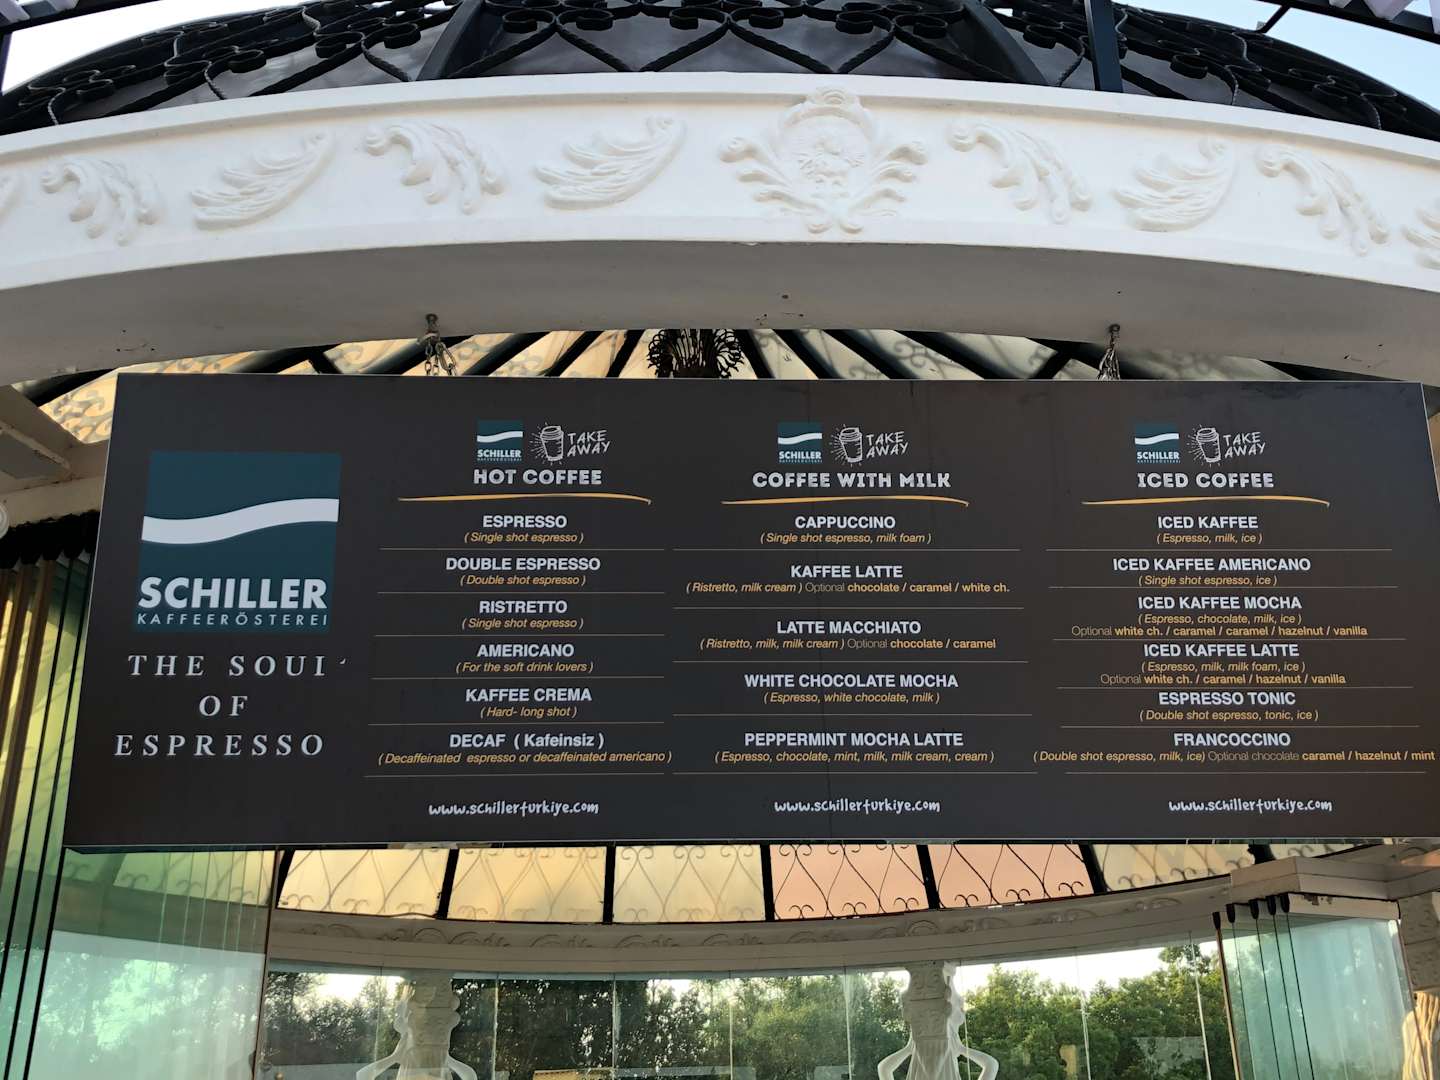 SCHILLER
KAFFEERÖSTEREI
THE SOUL
OF
ESPRESSO
SCHILLER
KAFFEERÖSTEREI
TAKE
AWAY
HOT COFFEE
ESPRESSO
( Single shot espresso )
DOUBLE ESPRESSO
( Double shot espresso )
RISTRETTO
( Single shot espresso )
AMERICANO
( For the soft drink lovers )
KAFFE CREMA
( Hard- long shot )
DECAF ( Kafeinsiz )
( Decaffeinated espresso or decaffeinated americano )
www.schillerturkiye.com
SCHILLER
KAFFEERÖSTEREI
TAKE
AWAY
COFFEE WITH MILK
CAPPUCCINO
( Single shot espresso, milk foam )
KAFFEE LATTE
( Ristretto, milk cream ) Optional chocolate / caramel / white ch.
LATTE MACCHIATO
( Ristretto, milk, milk cream ) Optional chocolate / caramel
WHITE CHOCOLATE MOCHA
( Espresso, white chocolate, milk )
PEPPERMINT MOCHA LATTE
( Espresso, chocolate, mint, milk, milk cream, cream )
www.schillerturkiye.com
SCHILLER
KAFFEERÖSTEREI
TAKE
AWAY
ICED COFFEE
ICED KAFFEE
( Espresso, milk, ice )
ICED KAFFEE AMERICANO
( Single shot espresso, ice )
ICED KAFFEE MOCHA
( Espresso, chocolate, milk, ice )
Optional white ch. / caramel / caramel / hazelnut / vanilla
ICED KAFFEE LATTE
( Espresso, milk, milk foam, ice )
Optional white ch. / caramel / hazelnut / vanilla
ESPRESSO TONIC
( Double shot espresso, tonic, ice )
FRANCOCCINO
( Double shot espresso, milk, ice) Optional chocolate caramel / hazelnut / mint
www.schillerturkiye.com